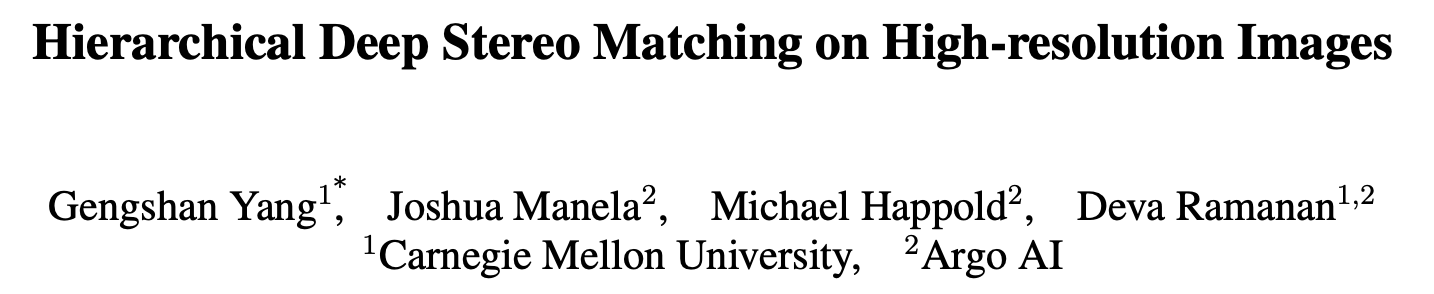 Hierarchical Deep Stereo Matching on High-resolution Images
Gengshan Yang¹*, Joshua Manela², Michael Happold², Deva Ramanan¹,²
¹Carnegie Mellon University, ²Argo AI